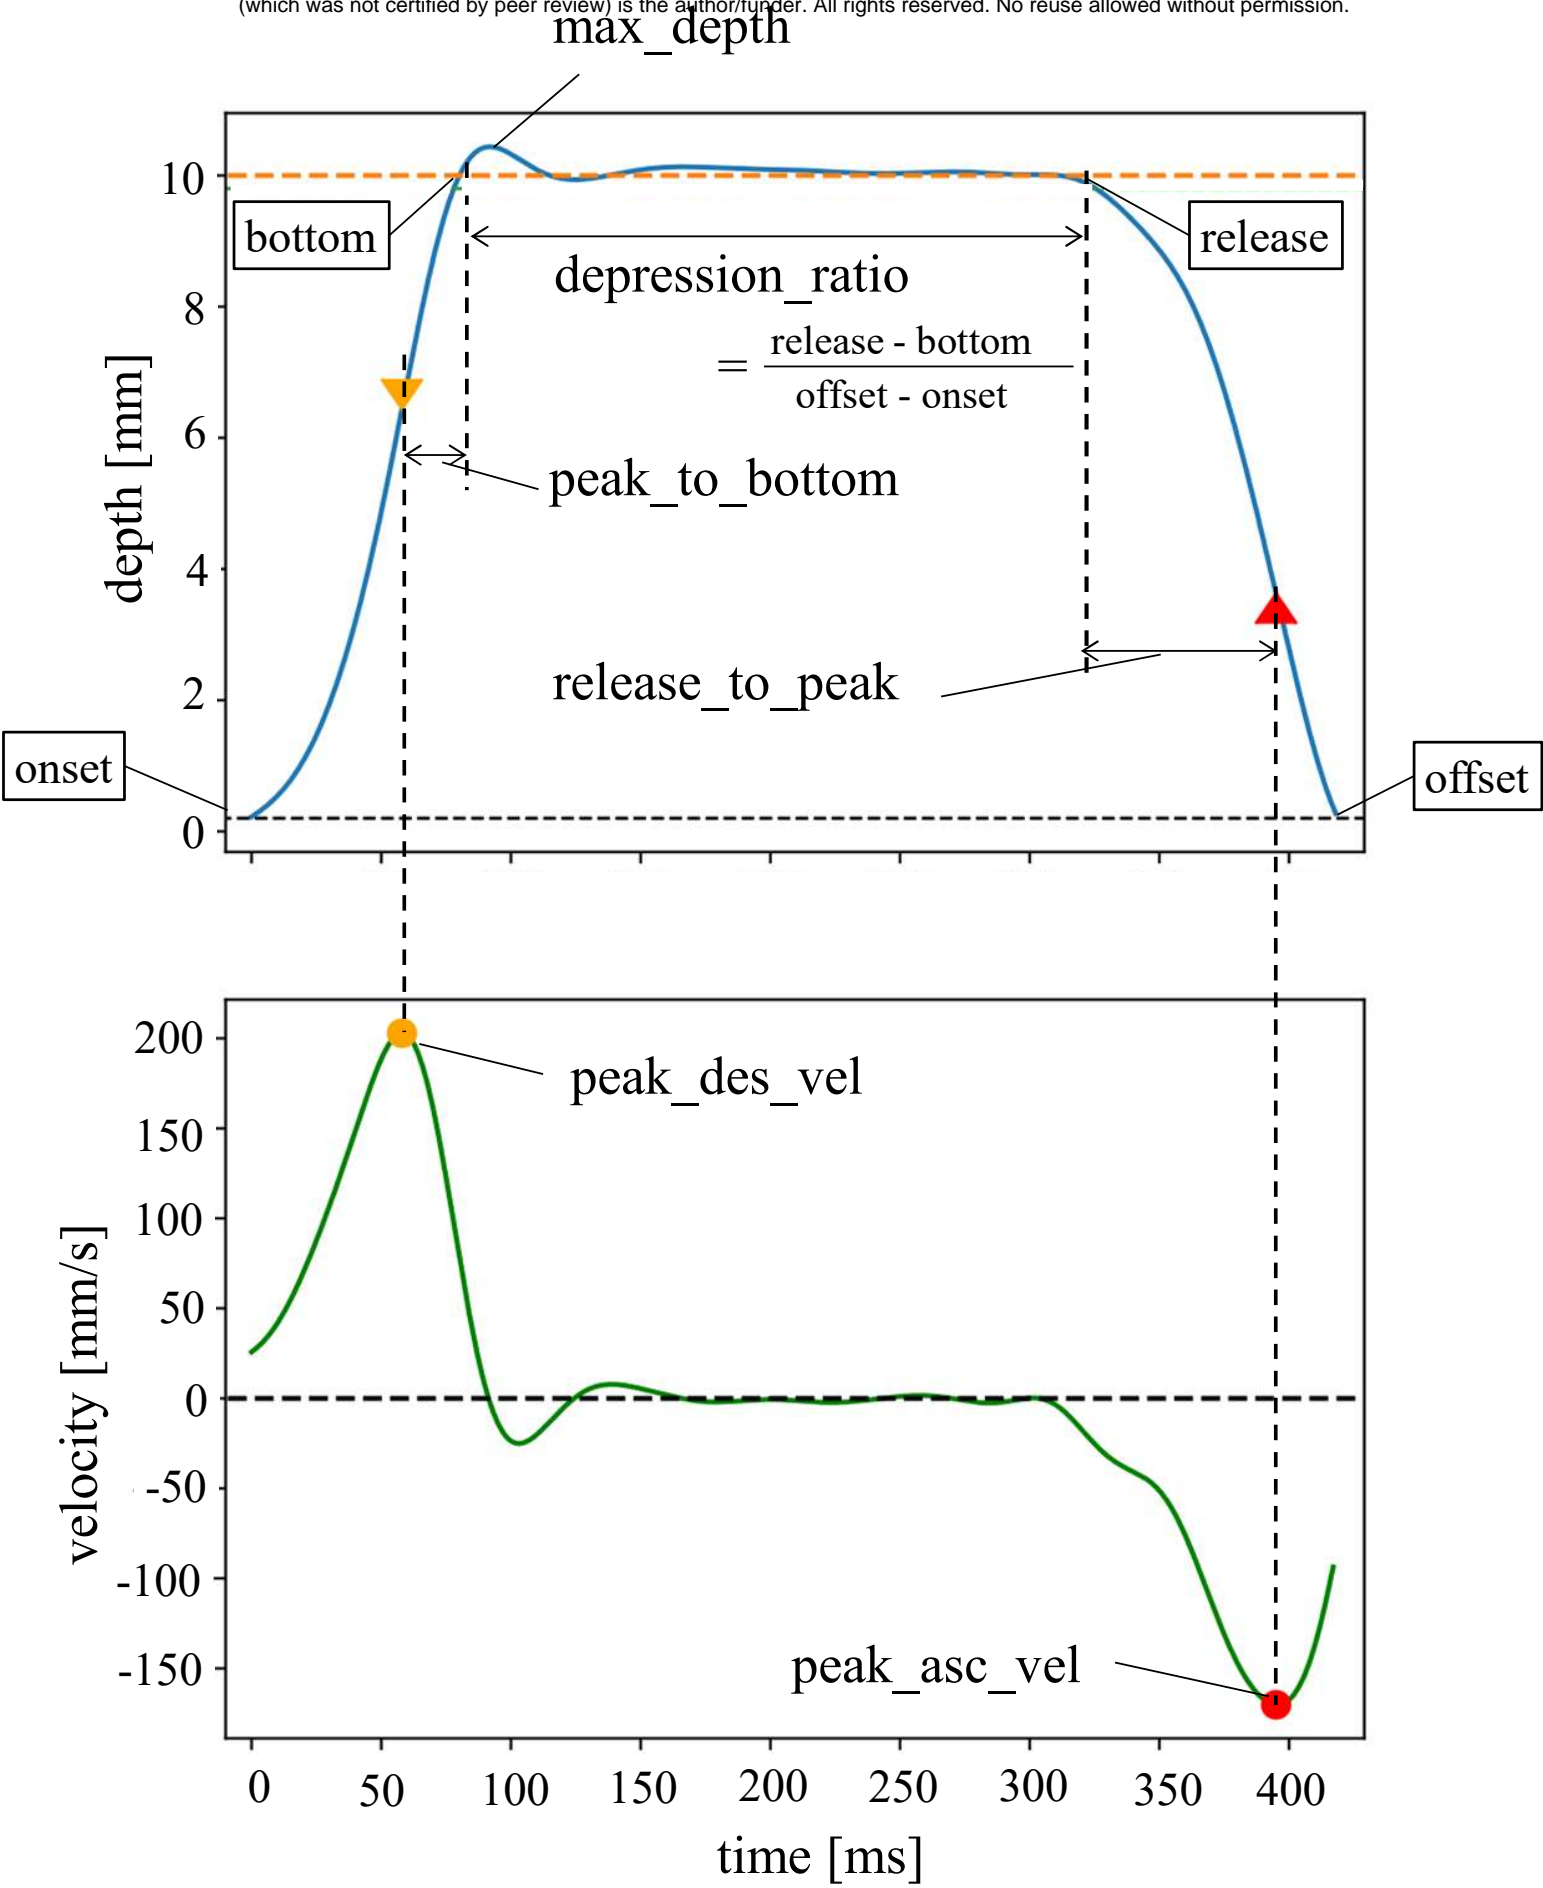 (which was not certified by peer review) is the author/funder. All rights reserved. No reuse allowed without permission.
max_depth
10
bottom
release
depression_ratio
8
release - bottom
=
offset - onset
depth [mm]
6
peak_to_bottom
4
release_to_peak
2
onset
offset
0
200
peak_des_vel
150
100
velocity [mm/s]
50
0
-50
-100
-150
peak_asc_vel
0 50 100 150 200 250 300 350 400
time [ms]